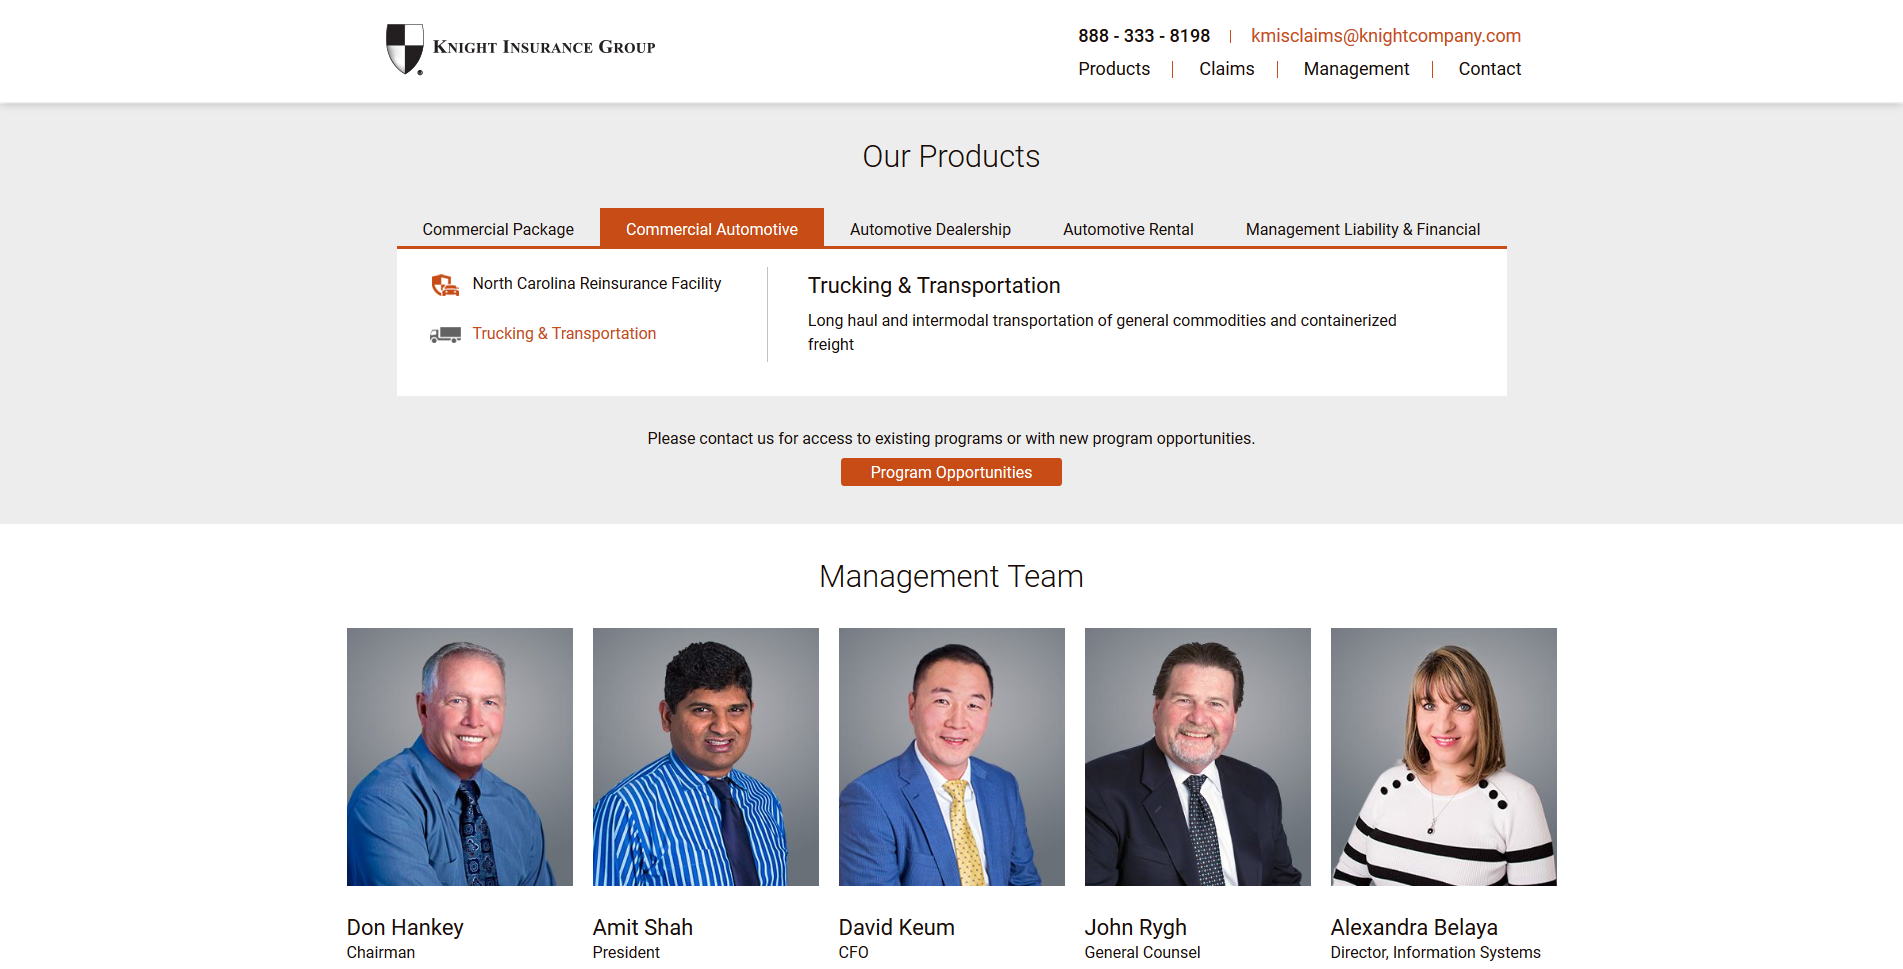 KNIGHT INSURANCE GROUP
®
888 - 333 - 8198
kmisclaims@knightcompany.com
Products
Claims
Management
Contact
Our Products
Commercial Package
Commercial Automotive
Automotive Dealership
Automotive Rental
Management Liability & Financial
North Carolina Reinsurance Facility
Trucking & Transportation
Trucking & Transportation
Long haul and intermodal transportation of general commodities and containerized
freight
Please contact us for access to existing programs or with new program opportunities.
Program Opportunities
Management Team
Don Hankey
Chairman
Amit Shah
President
David Keum
CFO
John Rygh
General Counsel
Alexandra Belaya
Director, Information Systems